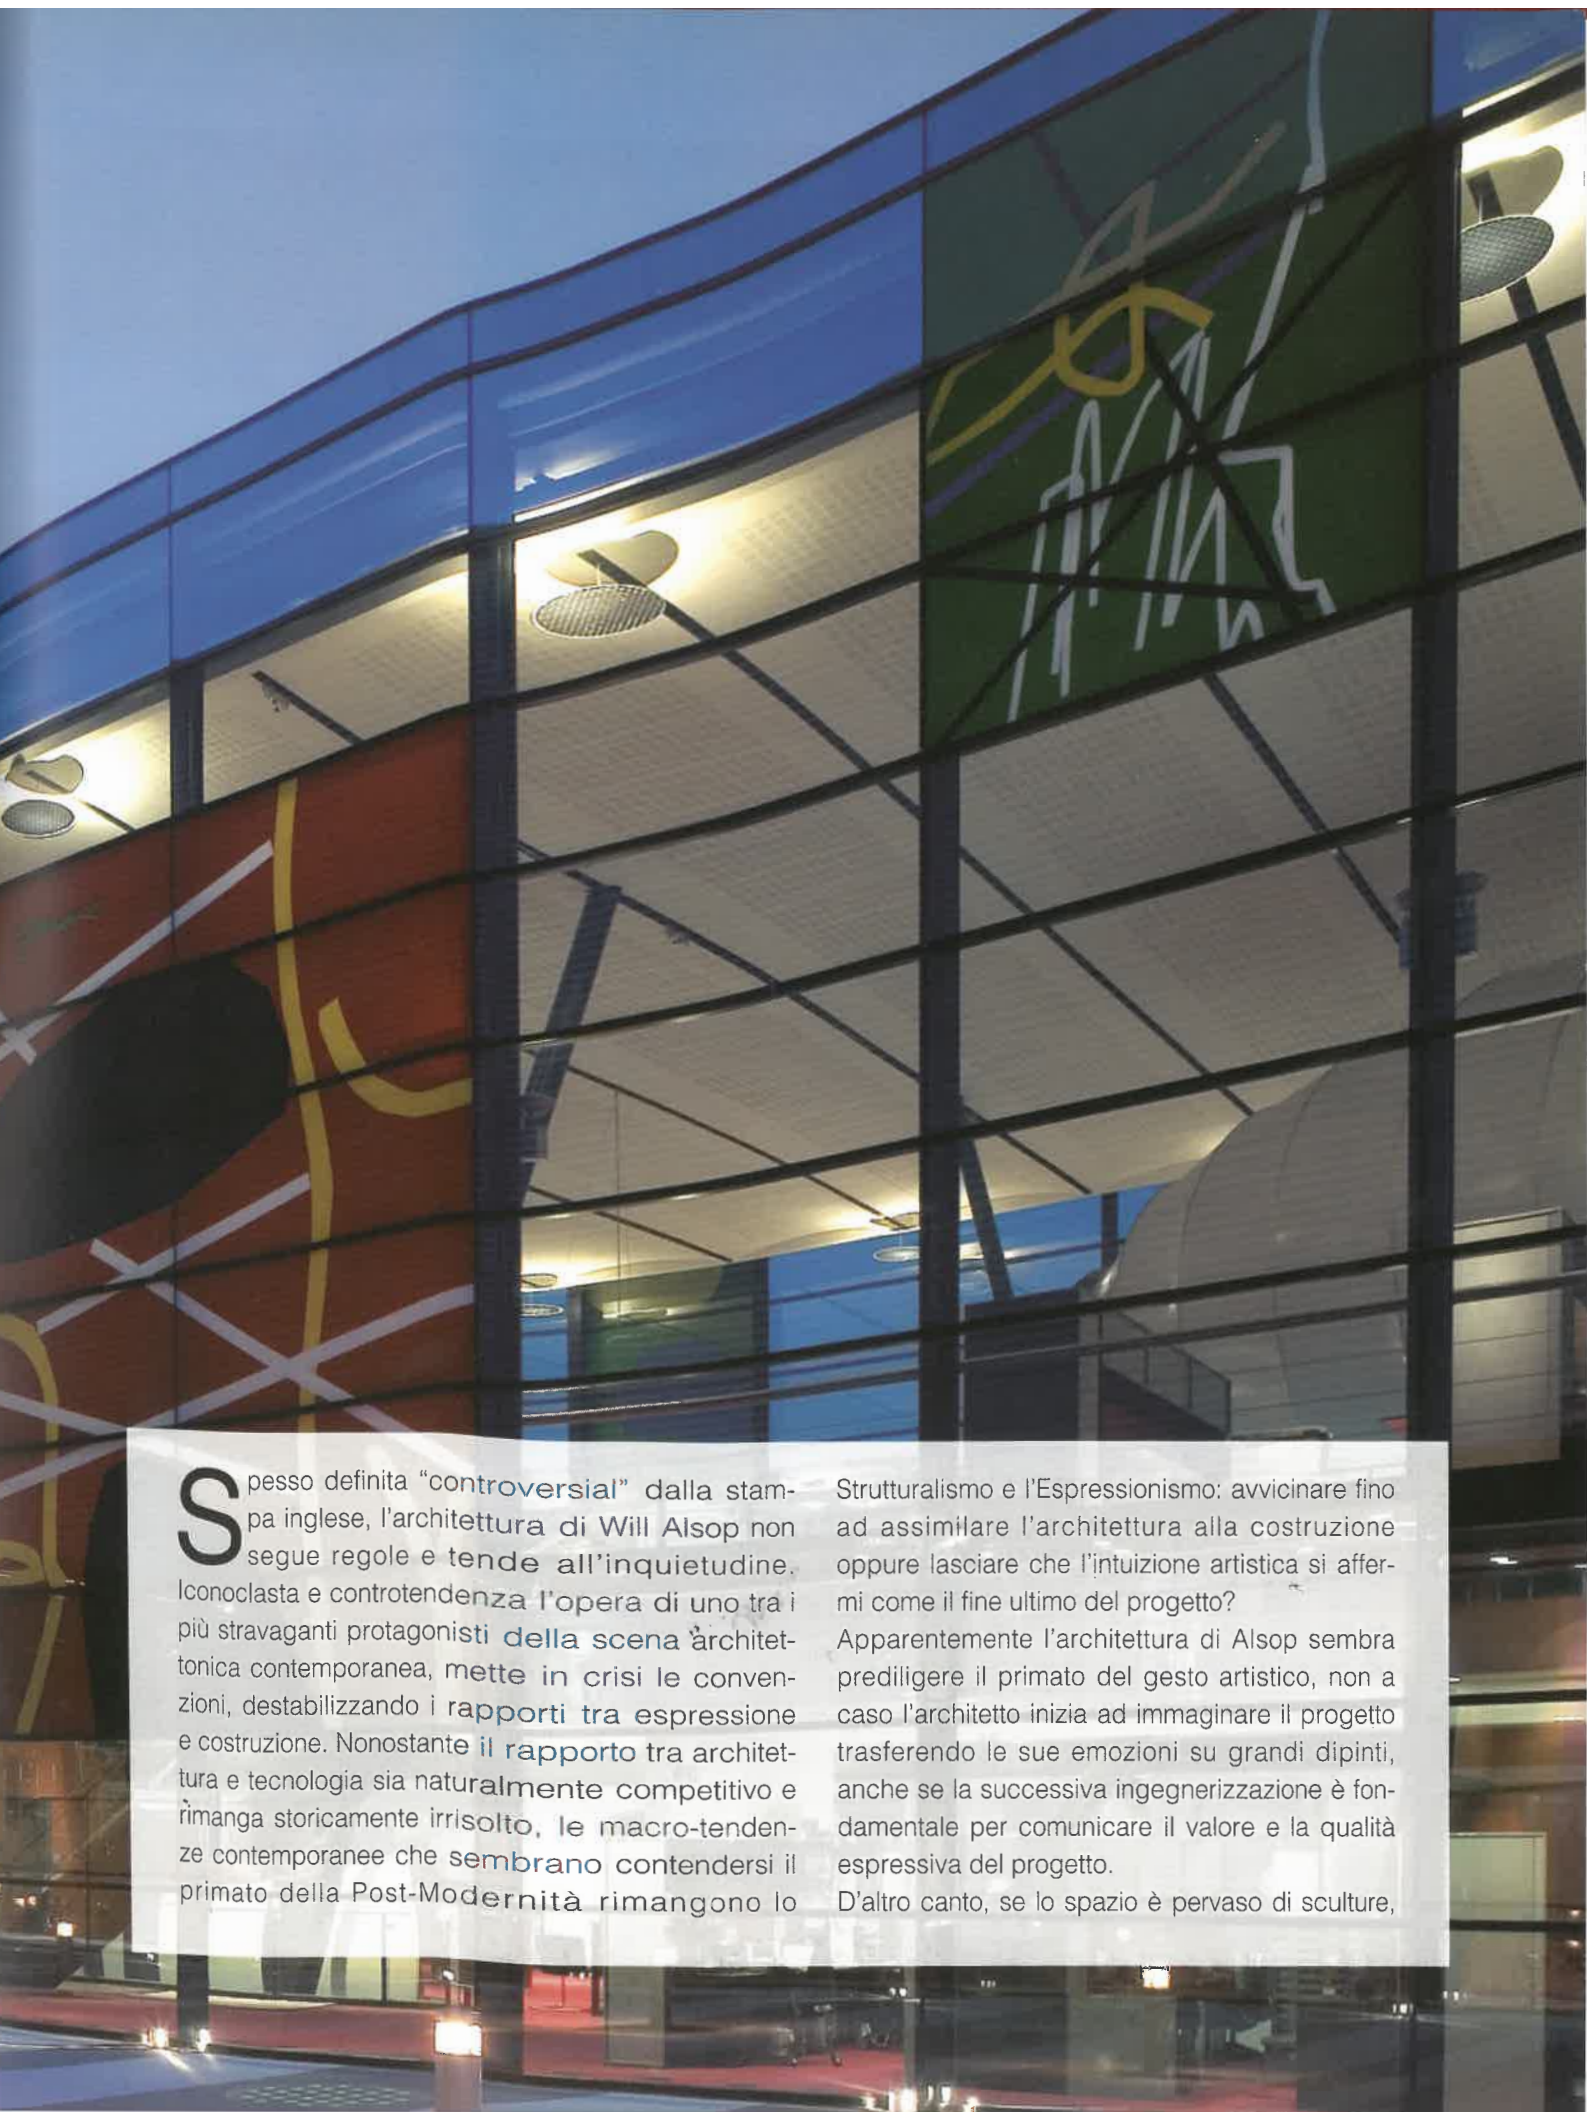 Spesso definita “controversial” dalla stam-
pa inglese, l'architettura di Will Alsop non
segue regole e tende all'inquietudine.
Iconoclasta e controtendenza l'opera di uno tra i
più stravaganti protagonisti della scena architet-
tonica contemporanea, mette in crisi le conven-
zioni, destabilizzando i rapporti tra espressione
e costruzione. Nonostante il rapporto tra architet-
tura e tecnologia sia naturalmente competitivo e
rimanga storicamente irrisolto, le macro-tenden-
ze contemporanee che sembrano contendersi il
primato della Post-Modernità rimangono lo
Strutturalismo e l'Espressionismo: avvicinare fino
ad assimilare l'architettura alla costruzione
oppure lasciare che l'intuizione artistica si affer-
mi come il fine ultimo del progetto?
Apparentemente l'architettura di Alsop sembra
prediligere il primato del gesto artistico, non a
caso l'architetto inizia ad immaginare il progetto
trasferendo le sue emozioni su grandi dipinti,
anche se la successiva ingegnerizzazione è fon-
damentale per comunicare il valore e la qualità
espressiva del progetto.
D'altro canto, se lo spazio è pervaso di sculture,